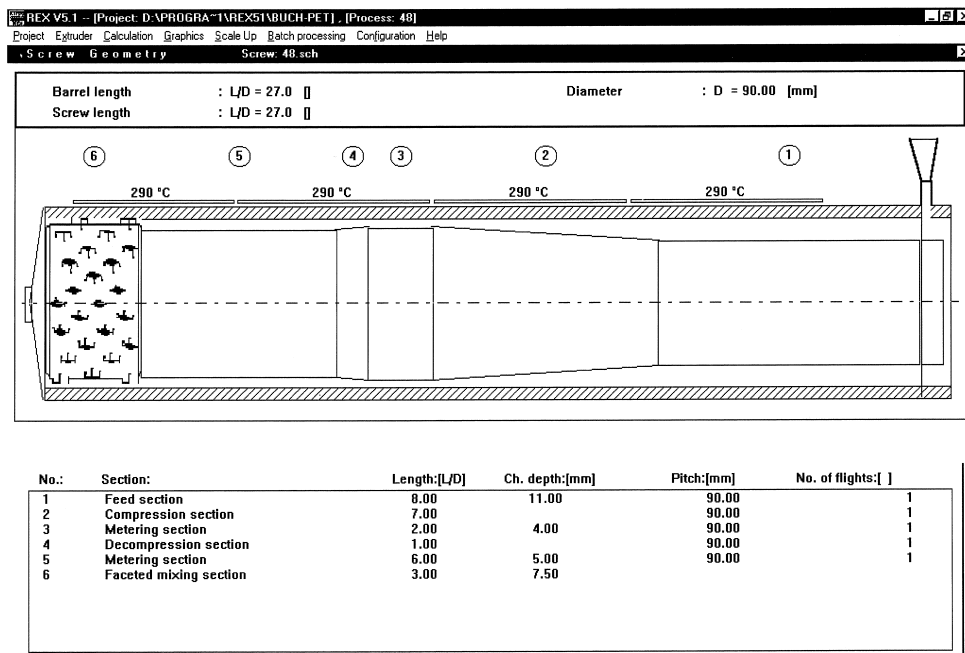 REX V5.1 -- [Project: D:\PROGRA~1\REX51\BUCH-PET] , [Process: 48]
Project Extruder Calculation Graphics Scale Up Batch processing Configuration Help
Screw Geometry Screw: 48.sch
Barrel length : L/D = 27.0 [] Diameter : D = 90.00 [mm]
Screw length : L/D = 27.0 []
6 5 4 3 2 1
290 °C 290 °C 290 °C 290 °C
No.: Section: Length:[L/D] Ch. depth:[mm] Pitch:[mm] No. of flights:[ ]
1 Feed section 8.00 11.00 90.00 1
2 Compression section 7.00 90.00 1
3 Metering section 2.00 4.00 90.00 1
4 Decompression section 1.00 90.00 1
5 Metering section 6.00 5.00 90.00 1
6 Faceted mixing section 3.00 7.50